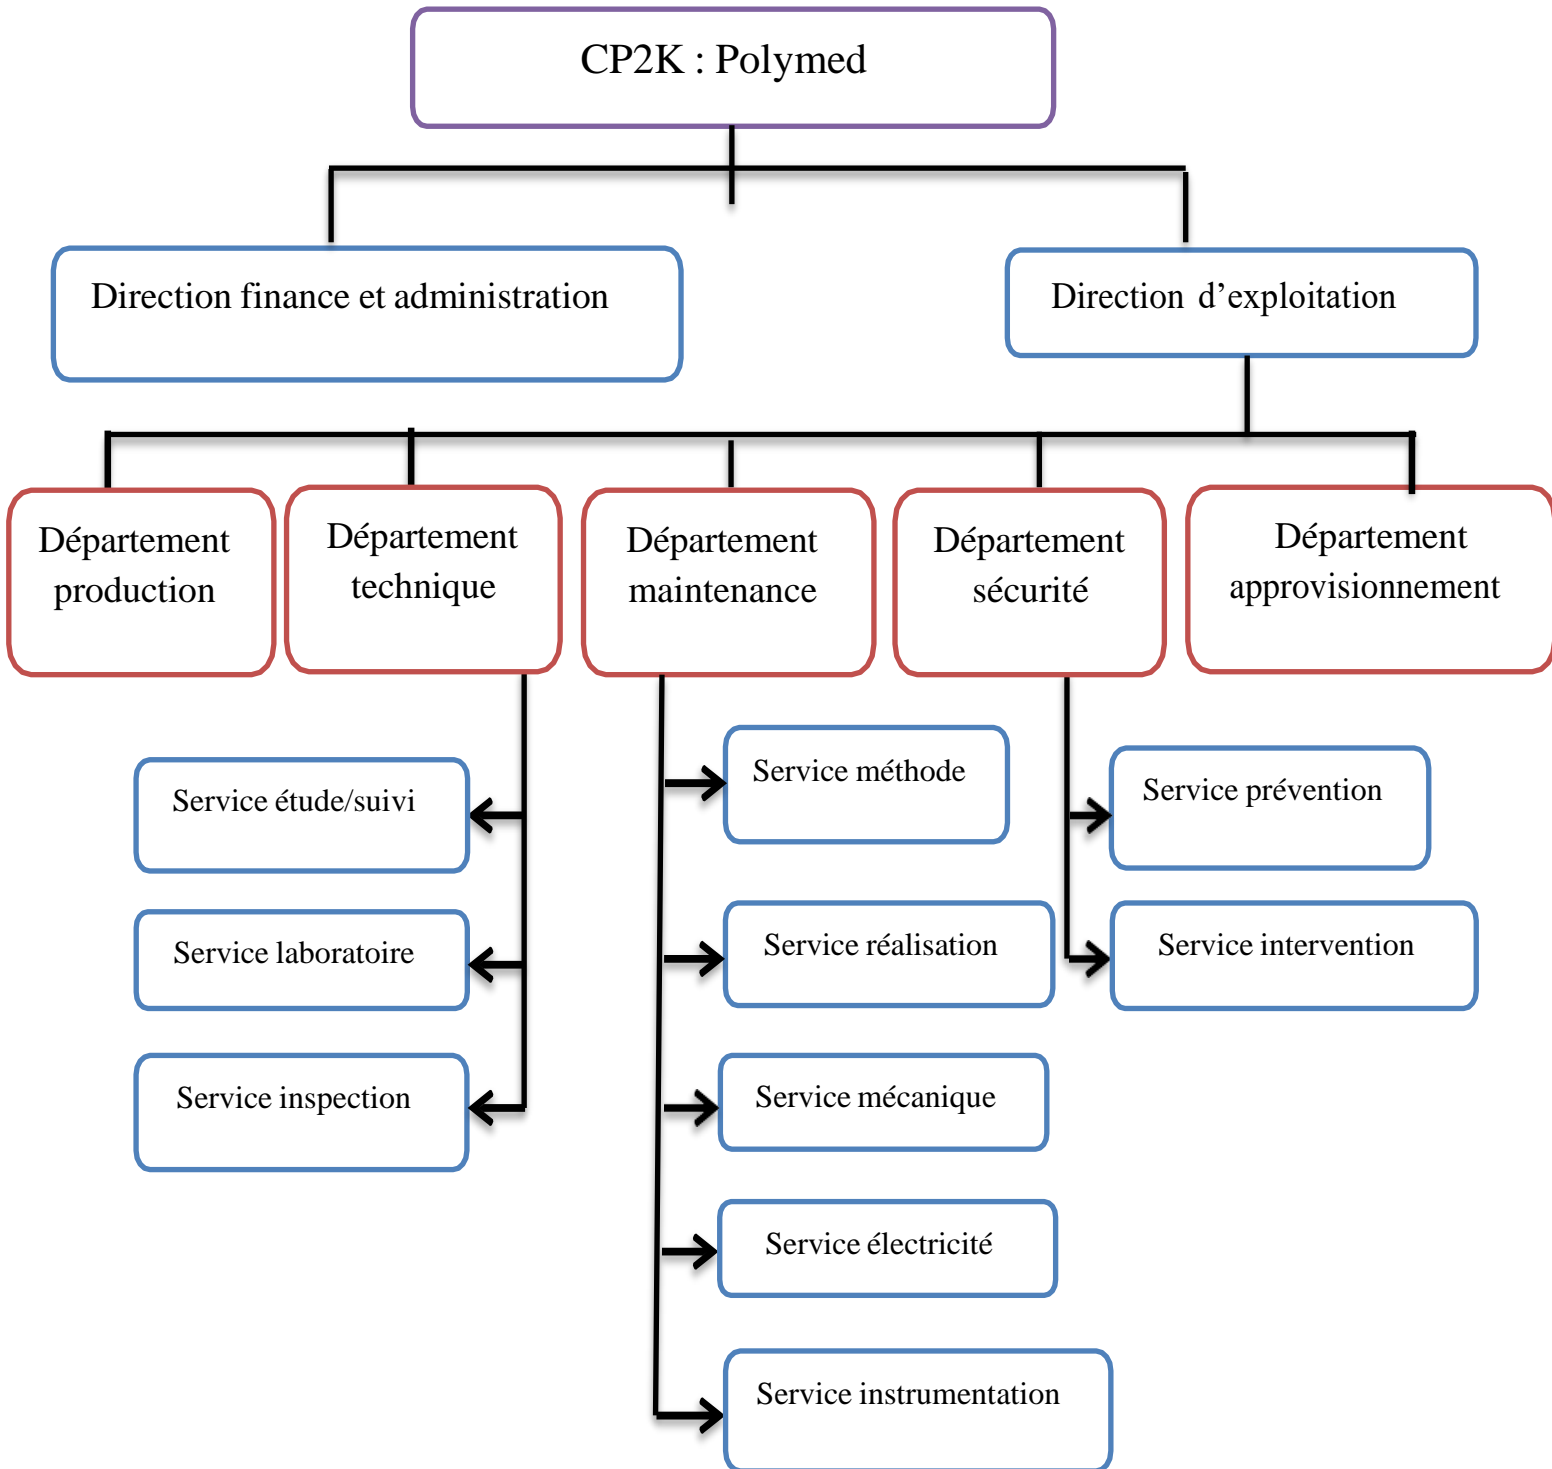 CP2K : Polymed
Direction finance et administration
Direction d’exploitation
Département
production
Département
technique
Département
maintenance
Département
sécurité
Département
approvisionnement
Service étude/suivi
Service laboratoire
Service inspection
Service méthode
Service réalisation
Service mécanique
Service électricité
Service instrumentation
Service prévention
Service intervention